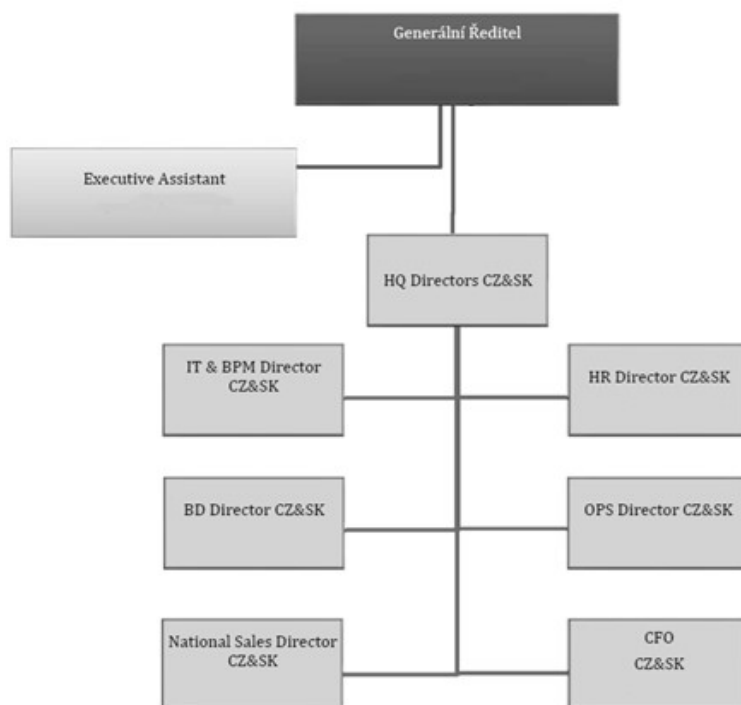 Generální Ředitel
Executive Assistant
HQ Directors CZ&SK
IT & BPM Director
CZ&SK
HR Director CZ&SK
BD Director CZ&SK
OPS Director CZ&SK
National Sales Director
CZ&SK
CFO
CZ&SK